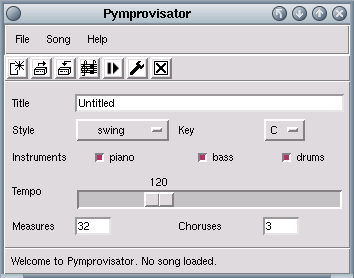 Pymprovisator
File Song Help
Title Untitled
Style swing Key C
Instruments piano bass drums
120
Tempo
Measures 32 Choruses 3
Welcome to Pymprovisator. No song loaded.